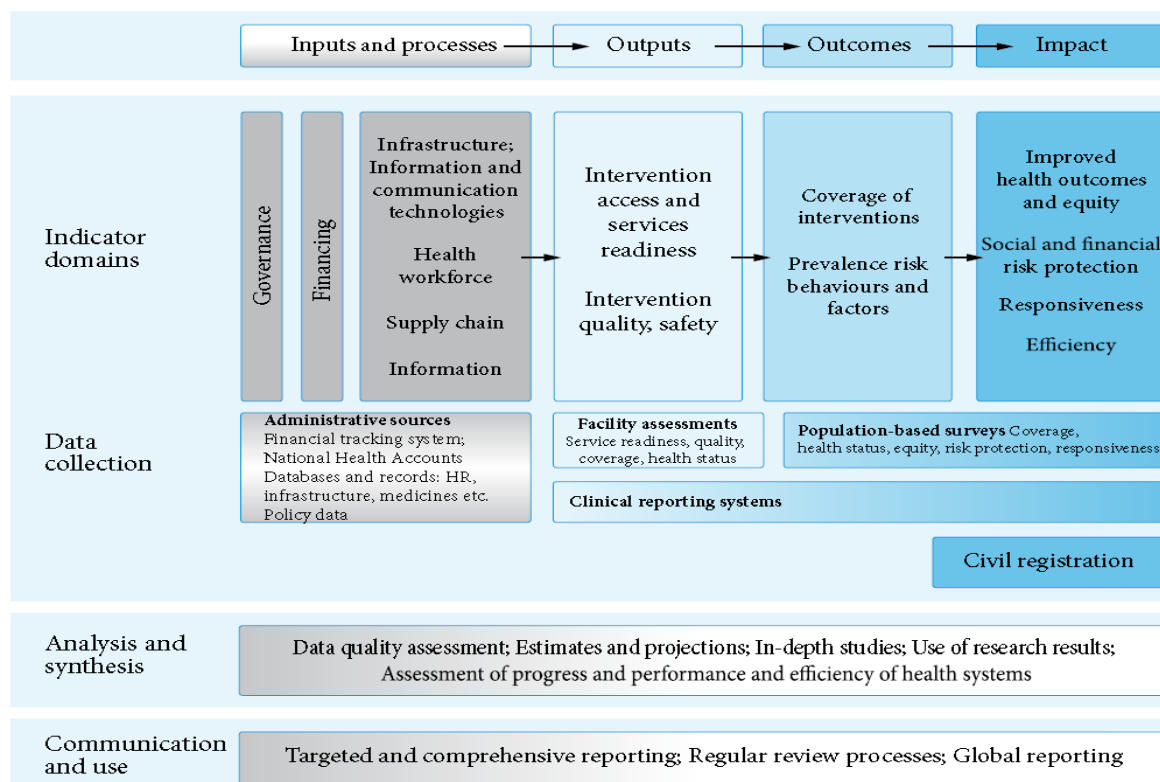 Inputs and processes
Outputs
Outcomes
Impact
Indicator
domains
Governance
Financing
Infrastructure;
Information and
communication
technologies
Health
workforce
Supply chain
Information
Intervention
access and
services
readiness
Intervention
quality, safety
Coverage of
interventions
Prevalence risk
behaviours and
factors
Improved
health outcomes
and equity
Social and financial
risk protection
Responsiveness
Efficiency
Data
collection
Administrative sources
Financial tracking system;
National Health Accounts
Databases and records: HR,
infrastructure, medicines etc.
Policy data
Facility assessments
Service readiness, quality,
coverage, health status
Population-based surveys Coverage,
health status, equity, risk protection, responsiveness
Clinical reporting systems
Civil registration
Analysis and
synthesis
Data quality assessment; Estimates and projections; In-depth studies; Use of research results;
Assessment of progress and performance and efficiency of health systems
Communication
and use
Targeted and comprehensive reporting; Regular review processes; Global reporting